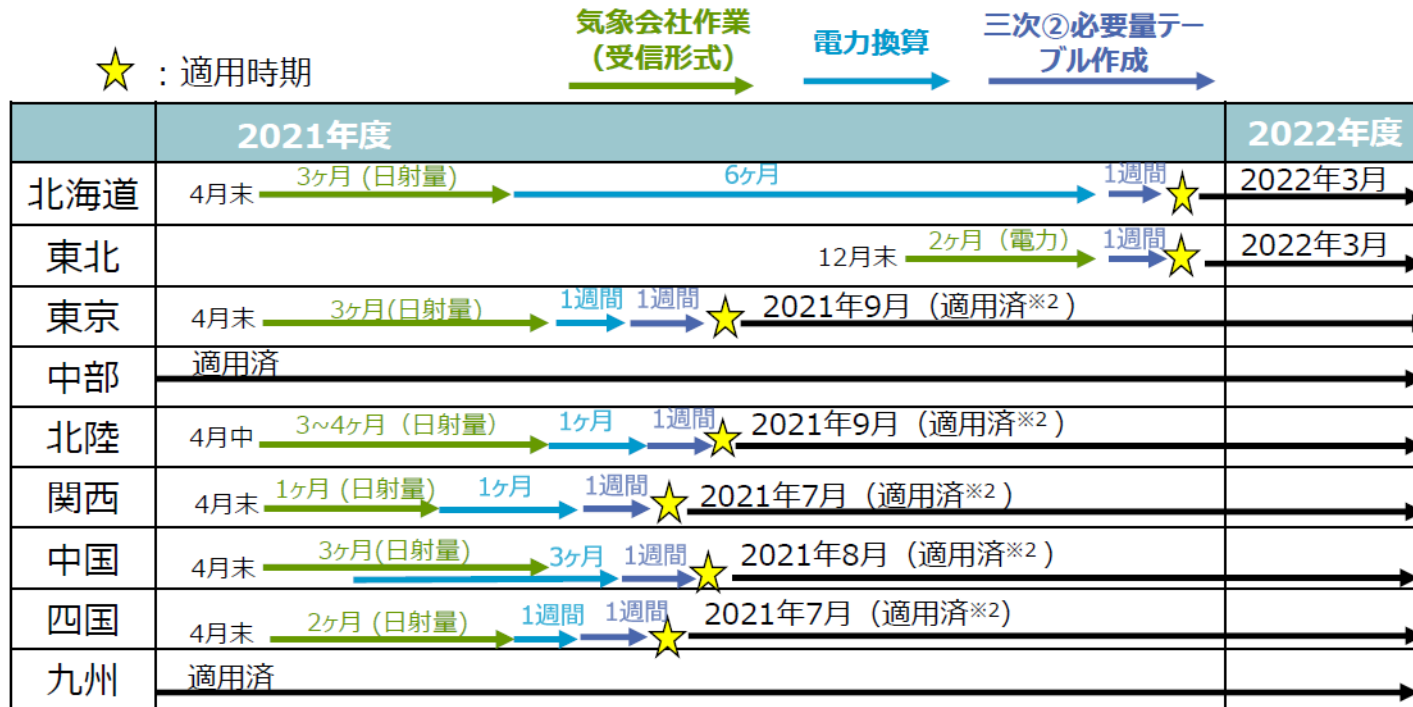 気象会社作業
(受信形式)
電力換算
三次②必要量テー
ブル作成
：適用時期
2021年度 2022年度
北海道 4月末 3ヶ月 (日射量) 6ヶ月 1週間 2022年3月
東北 12月末 2ヶ月（電力） 1週間 2022年3月
東京 4月末 3ヶ月(日射量) 1週間 1週間 2021年9月（適用済※2）
中部 適用済
北陸 4月中 3~4ヶ月（日射量） 1ヶ月 1週間 2021年9月（適用済※2）
関西 4月末 1ヶ月 (日射量) 1ヶ月 1週間 2021年7月（適用済※2）
中国 4月末 3ヶ月(日射量) 3ヶ月 1週間 2021年8月（適用済※2）
四国 4月末 2ヶ月 (日射量) 1週間 1週間 2021年7月（適用済※2）
九州 適用済